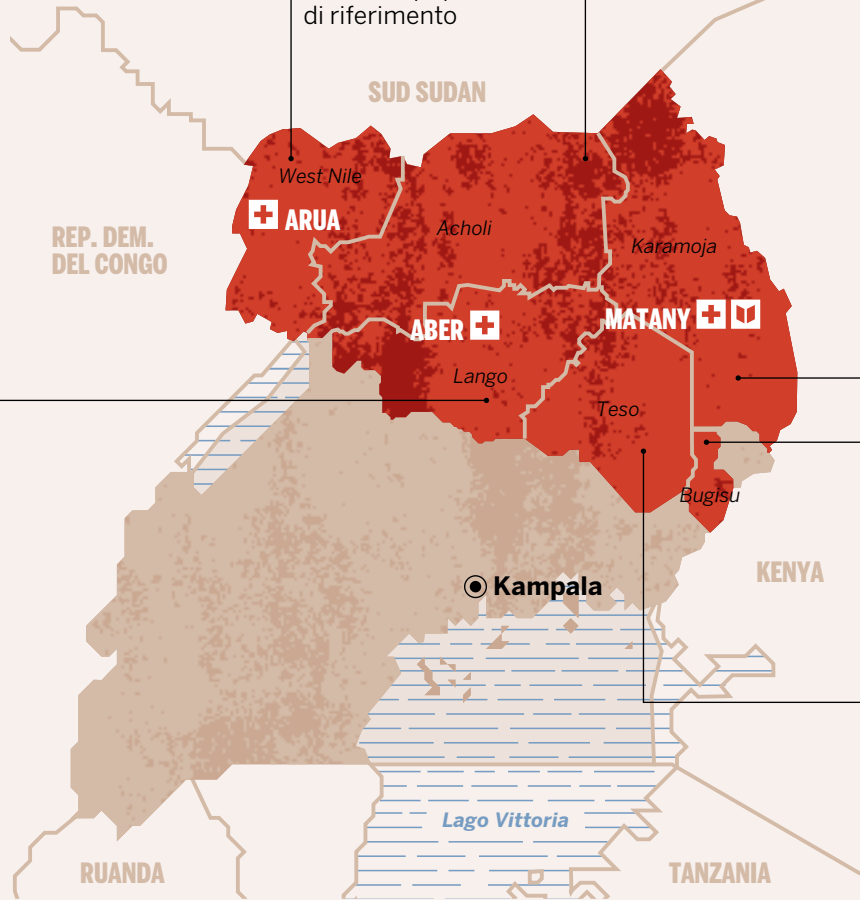 di riferimento
SUD SUDAN
West Nile
ARUA
Acholi
REP. DEM.
DEL CONGO
Karamoja
MATANY
ABER
Lango
Teso
Bugisu
KENYA
Kampala
Lago Vittoria
RUANDA
TANZANIA